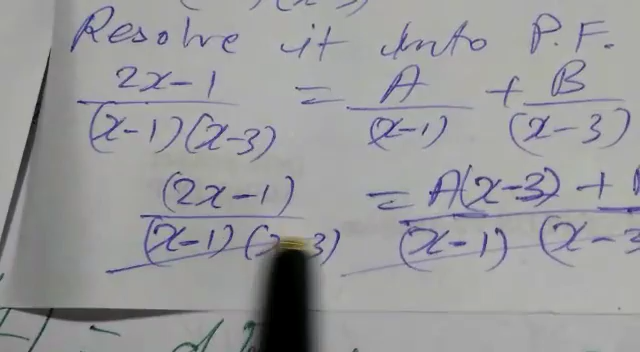 Resolve it into P.F.
2x-1 / (x-1)(x-3) = A / (x-1) + B / (x-3)
(2x-1) / (x-1)(x-3) = A(x-3) + / (x-1) (x-3